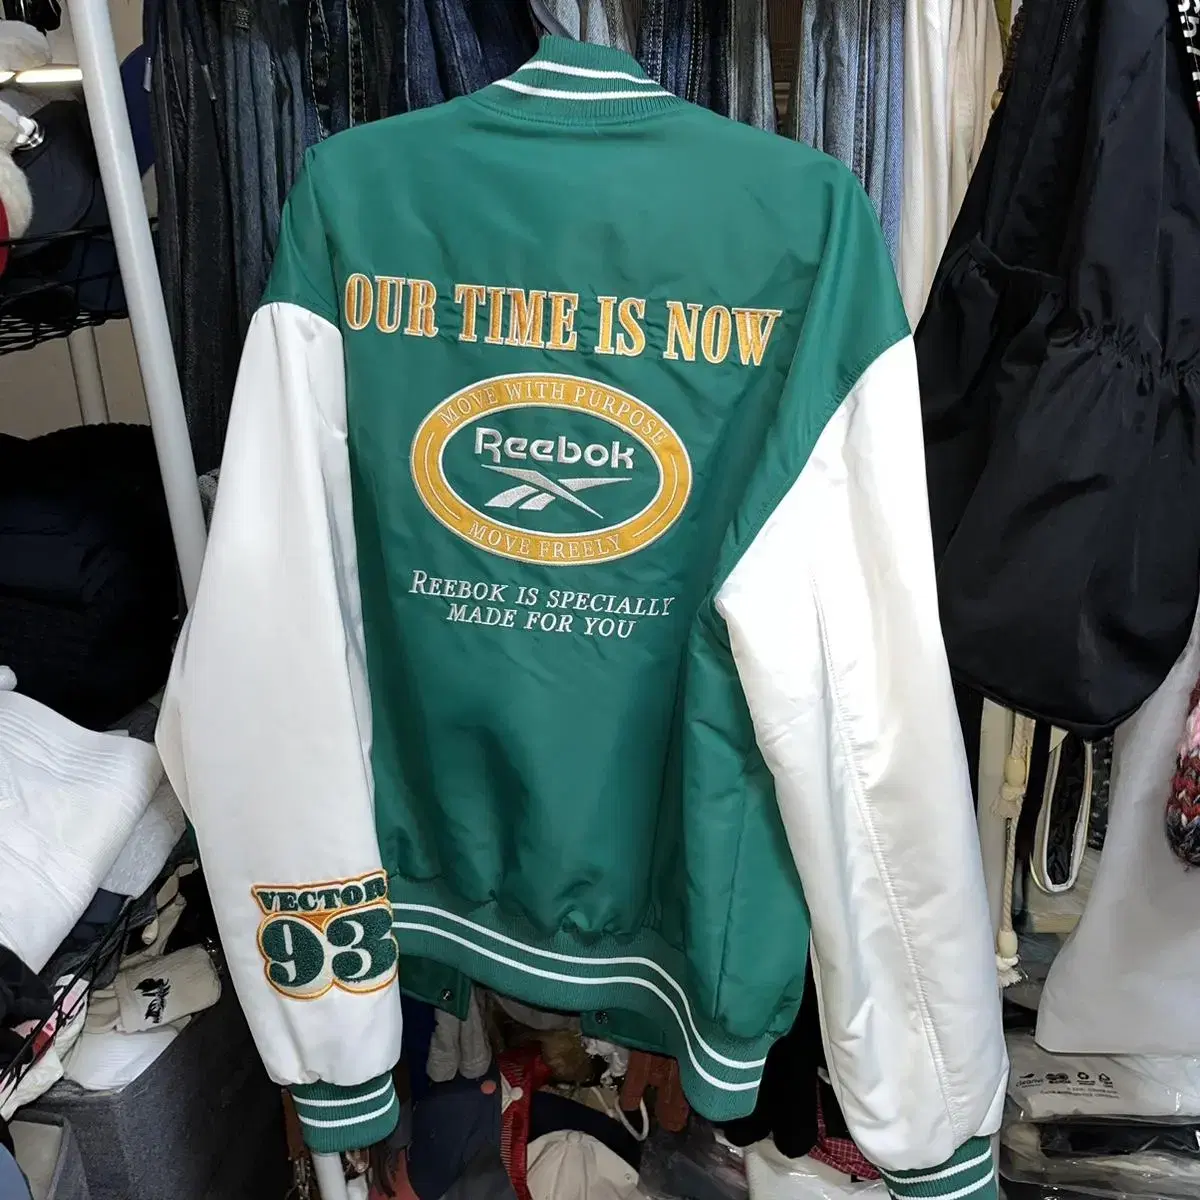 OUR TIME IS NOW
MOVE WITH PURPOSE
Reebok
MOVE FREELY
REEBOK IS SPECIALLY
MADE FOR YOU
VECTOR
93